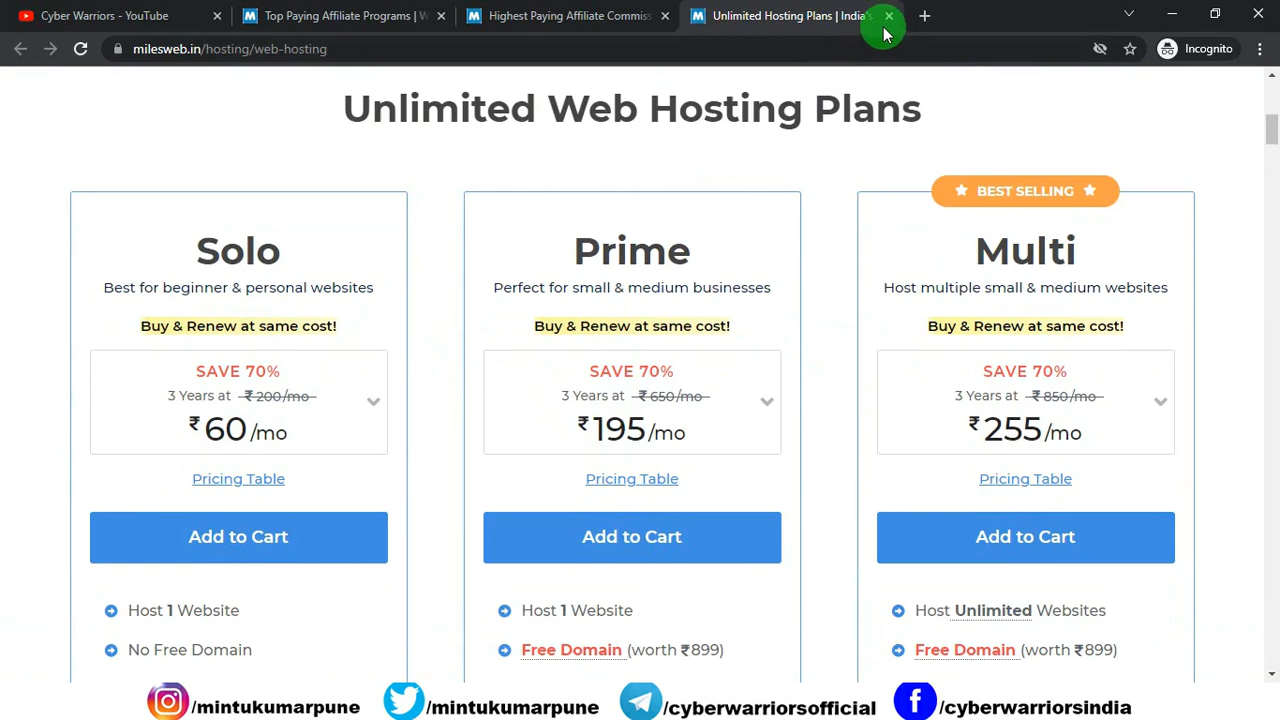 Cyber Warriors - YouTube
Top Paying Affiliate Programs | W
Highest Paying Affiliate Commiss
Unlimited Hosting Plans | India's
milesweb.in/hosting/web-hosting
Incognito
Unlimited Web Hosting Plans
Solo
Best for beginner & personal websites
Buy & Renew at same cost!
SAVE 70%
3 Years at ₹ 200/mo
₹60/mo
Pricing Table
Add to Cart
Host 1 Website
No Free Domain
Prime
Perfect for small & medium businesses
Buy & Renew at same cost!
SAVE 70%
3 Years at ₹ 650/mo
₹195/mo
Pricing Table
Add to Cart
Host 1 Website
Free Domain (worth ₹899)
BEST SELLING
Multi
Host multiple small & medium websites
Buy & Renew at same cost!
SAVE 70%
3 Years at ₹ 850/mo
₹255/mo
Pricing Table
Add to Cart
Host Unlimited Websites
Free Domain (worth ₹899)
/mintukumarpune
/mintukumarpune
/cyberwarriorsofficial
/cyberwarriorsindia